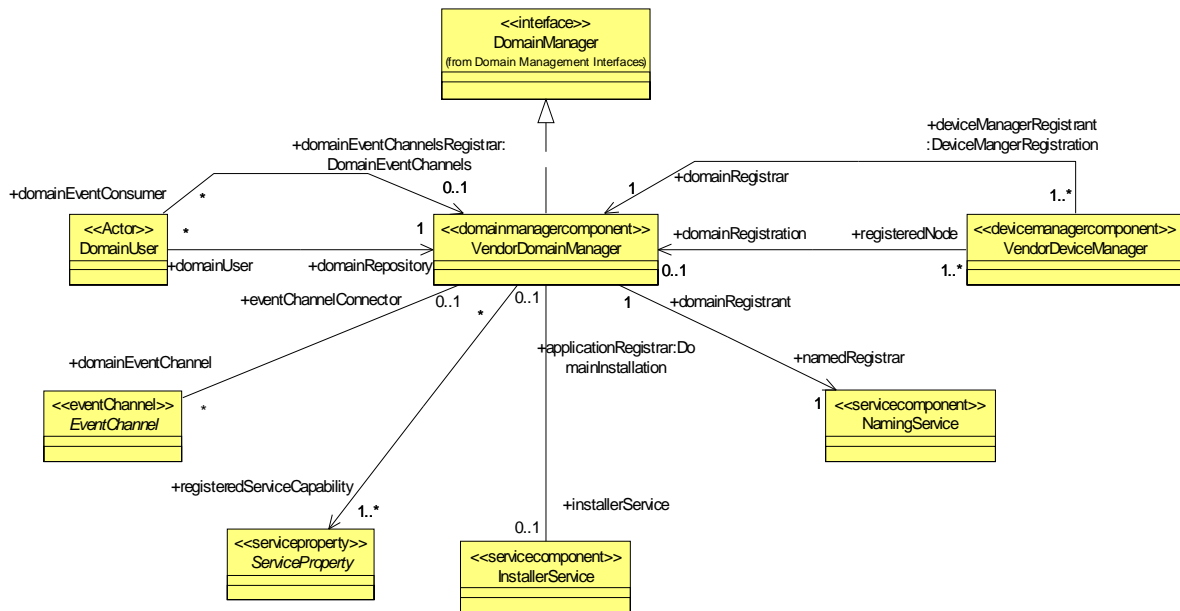 <<interface>>
DomainManager
(from Domain Management Interfaces)
+domainEventChannelsRegistrar:
DomainEventChannels
+deviceManagerRegistrant
:DeviceMangerRegistration
+domainEventConsumer
*
0..1
1
+domainRegistrar
1..*
<<Actor>>
DomainUser
*
1
+domainUser
+domainRepository
<<domainmanagercomponent>>
VendorDomainManager
+domainRegistration
+registeredNode
0..1
1..*
<<devicemanagercomponent>>
VendorDeviceManager
+eventChannelConnector
0..1
*
0..1
1
+domainRegistrant
+domainEventChannel
*
+applicationRegistrar:Do
mainInstallation
+namedRegistrar
1
<<eventChannel>>
EventChannel
<<servicecomponent>>
NamingService
+registeredServiceCapability
1..*
+installerService
0..1
<<serviceproperty>>
ServiceProperty
<<servicecomponent>>
InstallerService